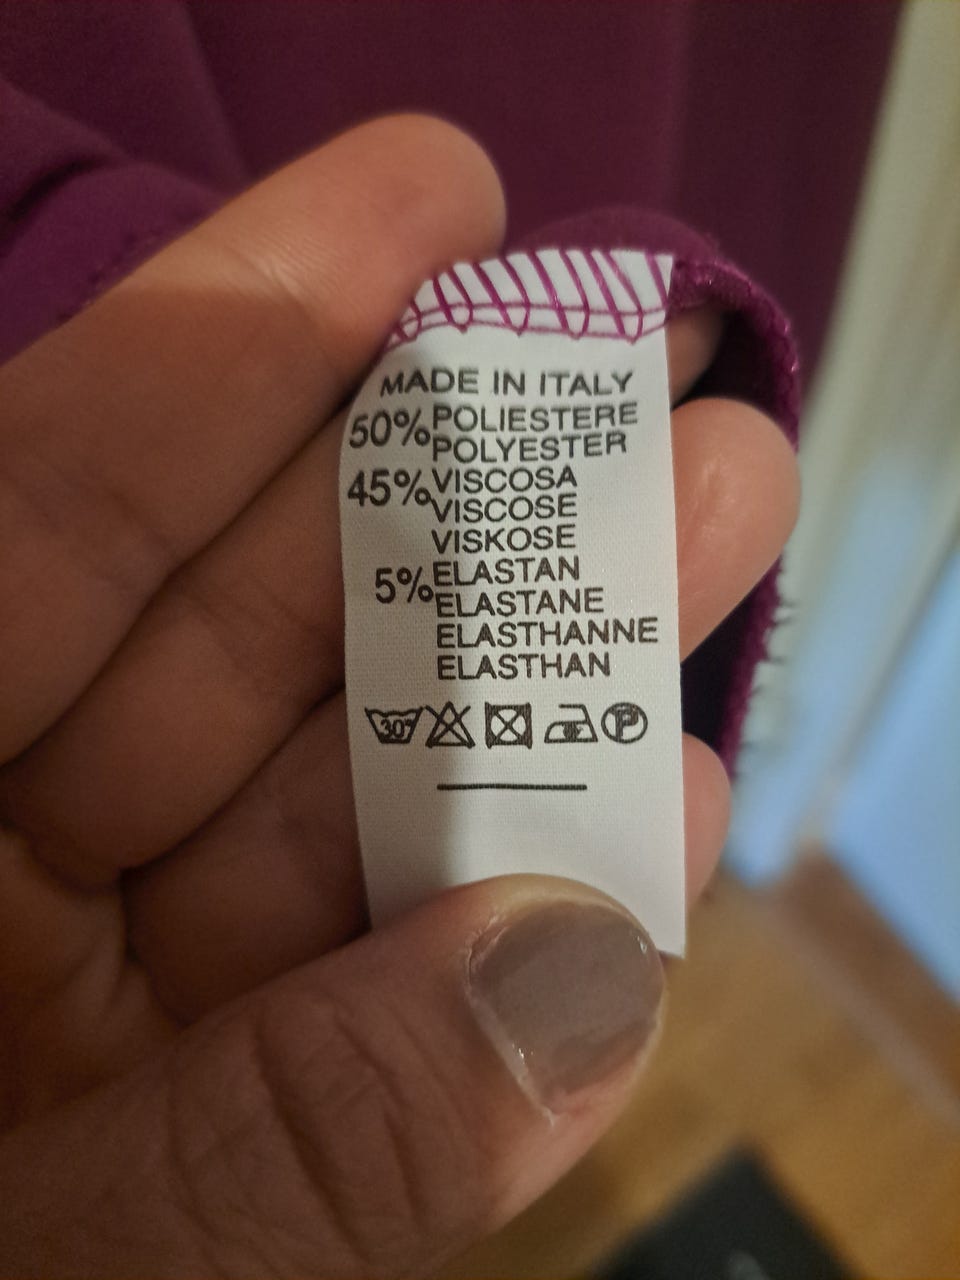 MADE IN ITALY
50% POLIESTERE
POLYESTER
45% VISCOSA
VISCOSE
VISKOSE
5% ELASTAN
ELASTANE
ELASTHANNE
ELASTHAN
30° P